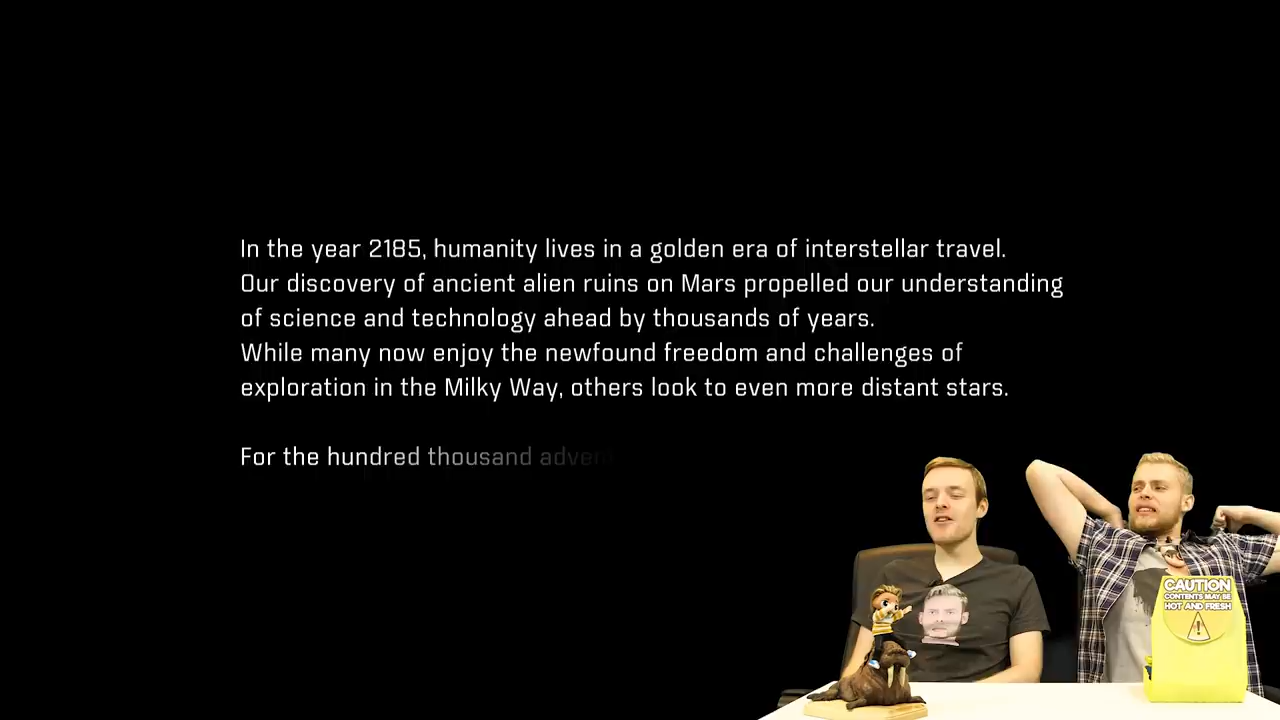 In the year 2185, humanity lives in a golden era of interstellar travel.
Our discovery of ancient alien ruins on Mars propelled our understanding
of science and technology ahead by thousands of years.
While many now enjoy the newfound freedom and challenges of
exploration in the Milky Way, others look to even more distant stars.
For the hundred thousand adven
CAUTION
CONTENTS MAY BE
HOT AND FRESH